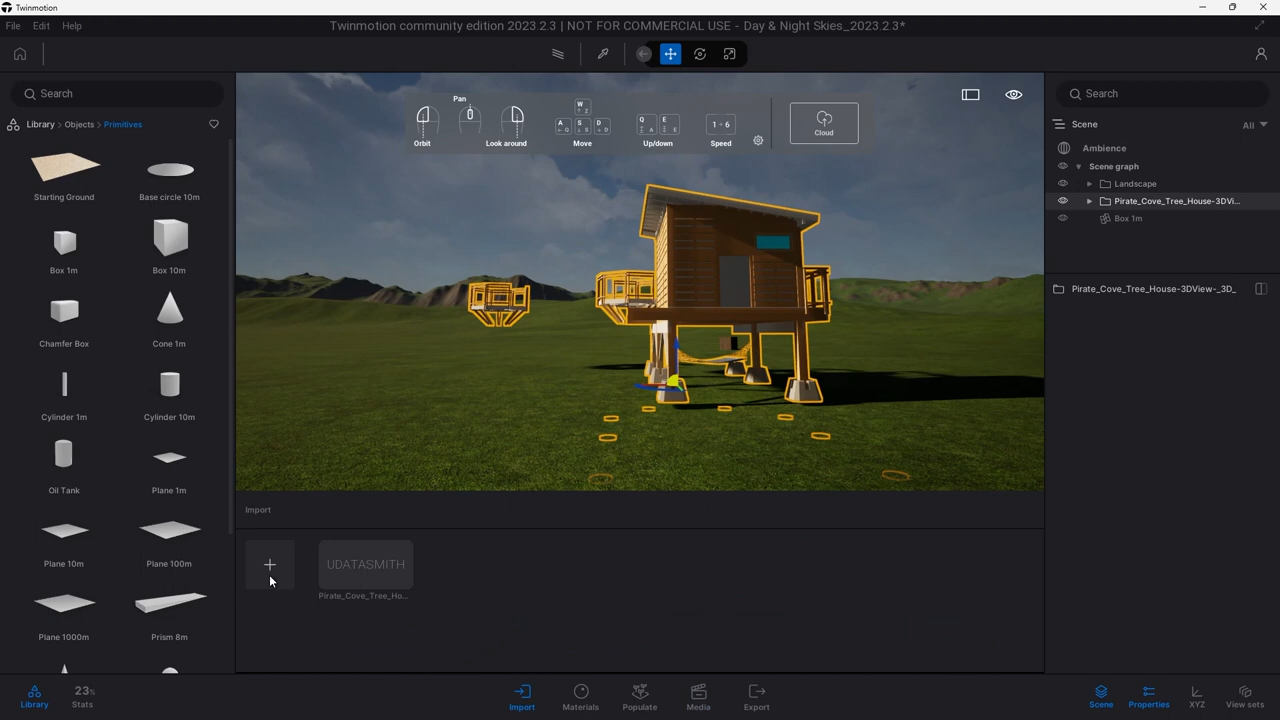 Twinmotion
File Edit Help
Twinmotion community edition 2023.2.3 | NOT FOR COMMERCIAL USE - Day & Night Skies_2023.2.3*
Search
Library > Objects > Primitives
Starting Ground
Base circle 10m
Box 1m
Box 10m
Chamfer Box
Cone 1m
Cylinder 1m
Cylinder 10m
Oil Tank
Plane 1m
Plane 10m
Plane 100m
Plane 1000m
Prism 8m
Pan
Orbit
Look around
W
A S D
Move
Q E
Up/down
1 - 6
Speed
Cloud
Import
UDATASMITH
Pirate_Cove_Tree_Ho...
Search
Scene
All
Ambience
Scene graph
Landscape
Pirate_Cove_Tree_House-3DVi...
Box 1m
Pirate_Cove_Tree_House-3DView-_3D_
Library
23%
Stats
Import
Materials
Populate
Media
Export
Scene
Properties
XYZ
View sets